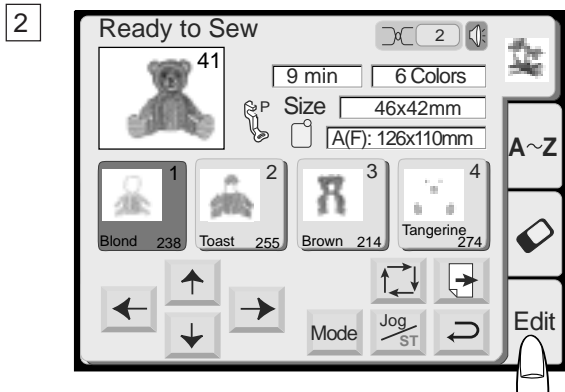 2
Ready to Sew
2
41
9 min
6 Colors
P
Size
46x42mm
A(F): 126x110mm
A~Z
1
Blond 238
2
Toast 255
3
Brown 214
4
Tangerine
274
Mode
Jog
ST
Edit